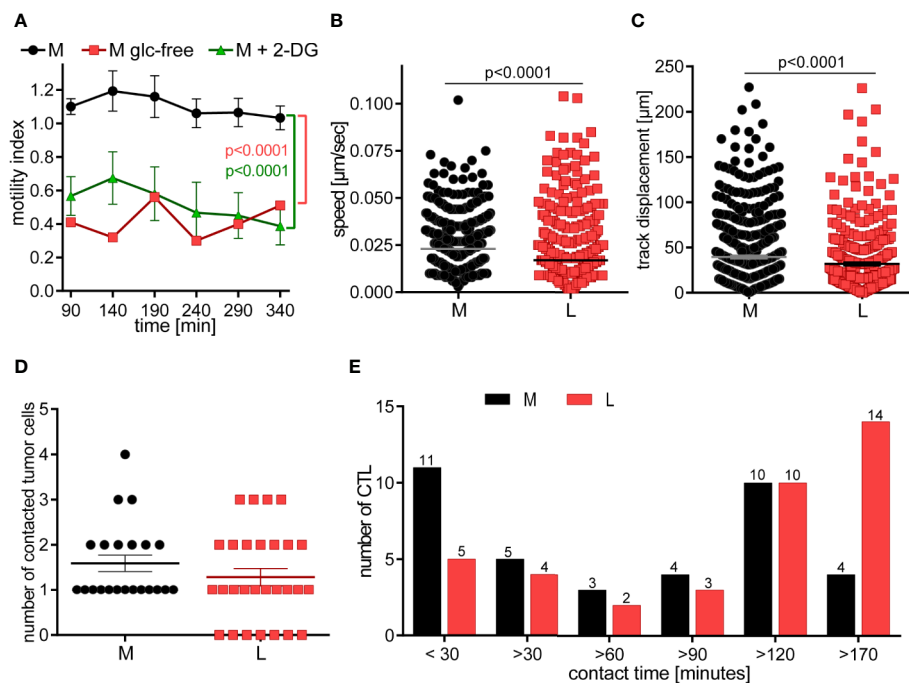 A
M
M glc-free
M + 2-DG
motility index
1.2
1.0
0.8
0.6
0.4
0.2
0.0
p<0.0001
p<0.0001
90 140 190 240 290 340
time [min]
B
p<0.0001
speed [µm/sec]
0.100
0.075
0.050
0.025
0.000
M L
C
p<0.0001
track displacement [µm]
250
200
150
100
50
0
M L
D
number of contacted tumor cells
5
4
3
2
1
0
M L
E
M L
number of CTL
15
10
5
0
11 5 5 4 3 2 4 3 10 10 4 14
< 30 >30 >60 >90 >120 >170
contact time [minutes]